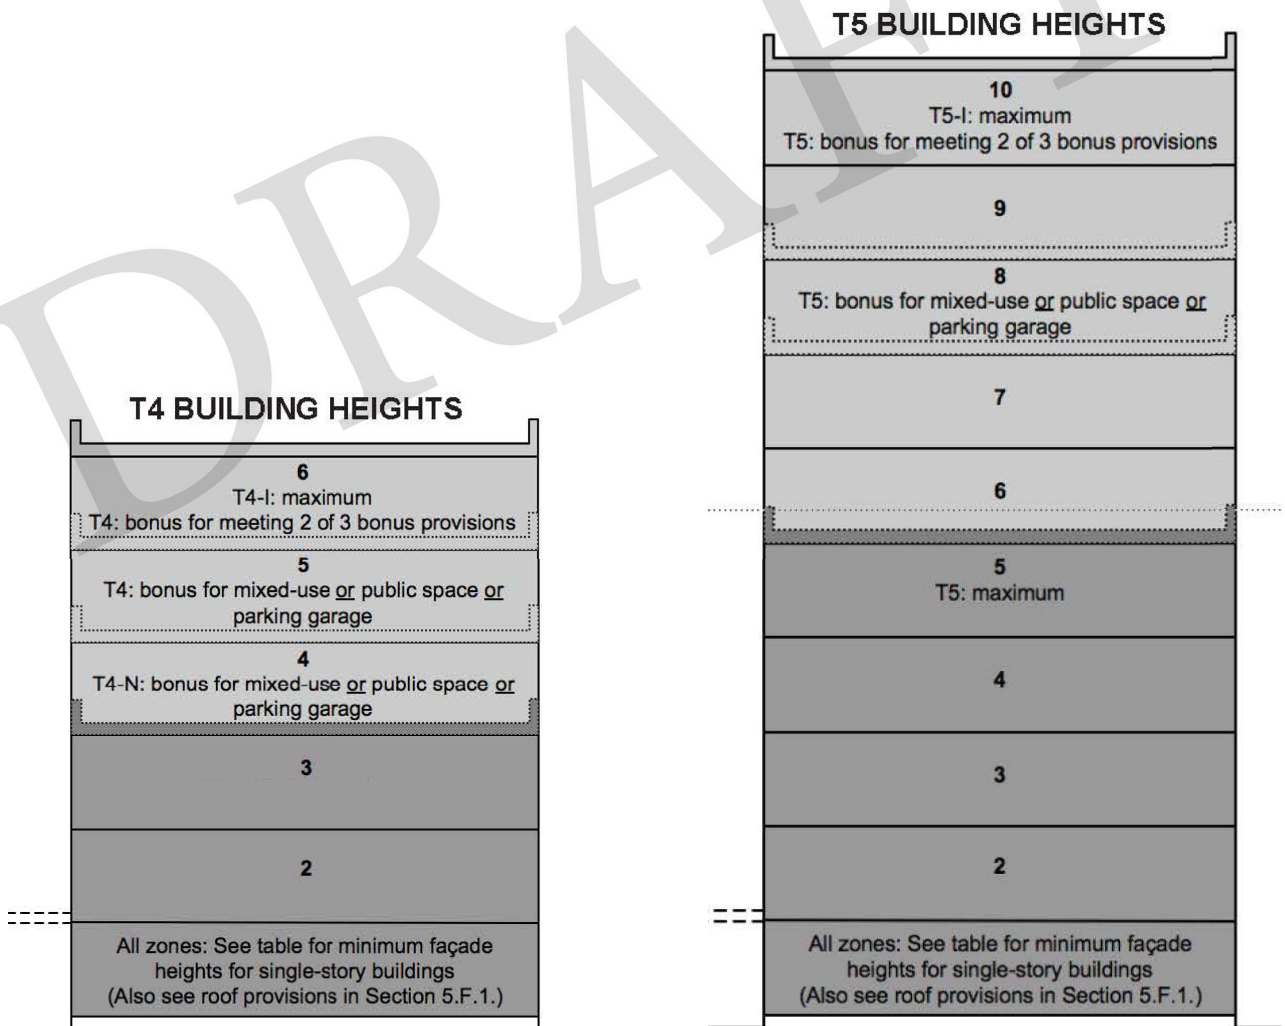 DRAFT
T4 BUILDING HEIGHTS
6
T4-I: maximum
T4: bonus for meeting 2 of 3 bonus provisions
5
T4: bonus for mixed-use or public space or
parking garage
4
T4-N: bonus for mixed-use or public space or
parking garage
3
2
All zones: See table for minimum façade
heights for single-story buildings
(Also see roof provisions in Section 5.F.1.)
T5 BUILDING HEIGHTS
10
T5-I: maximum
T5: bonus for meeting 2 of 3 bonus provisions
9
8
T5: bonus for mixed-use or public space or
parking garage
7
6
5
T5: maximum
4
3
2
All zones: See table for minimum façade
heights for single-story buildings
(Also see roof provisions in Section 5.F.1.)